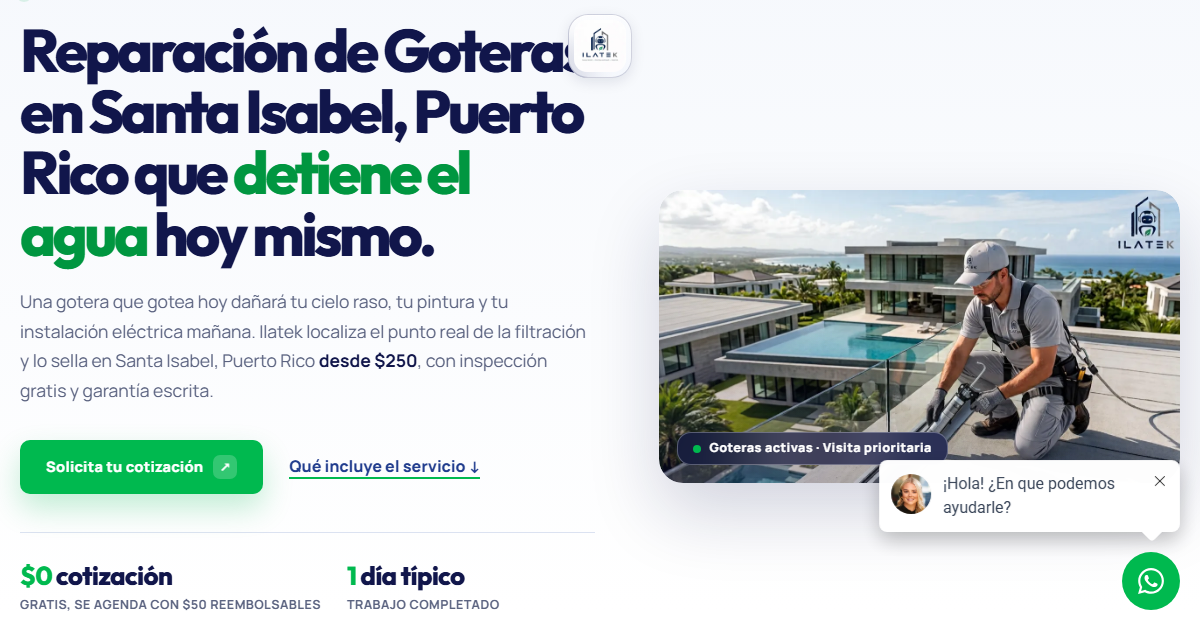 Reparación de Goteras
ILATEK
en Santa Isabel, Puerto
Rico que detiene el
agua hoy mismo.
Una gotera que gotea hoy dañará tu cielo raso, tu pintura y tu
instalación eléctrica mañana. Ilatek localiza el punto real de la filtración
y lo sella en Santa Isabel, Puerto Rico desde $250, con inspección
gratis y garantía escrita.
Solicita tu cotización ↗
Qué incluye el servicio ↓
$0 cotización
GRATIS, SE AGENDA CON $50 REEMBOLSABLES
1 día típico
TRABAJO COMPLETADO
ILATEK
Goteras activas · Visita prioritaria
¡Hola! ¿En que podemos
ayudarle?